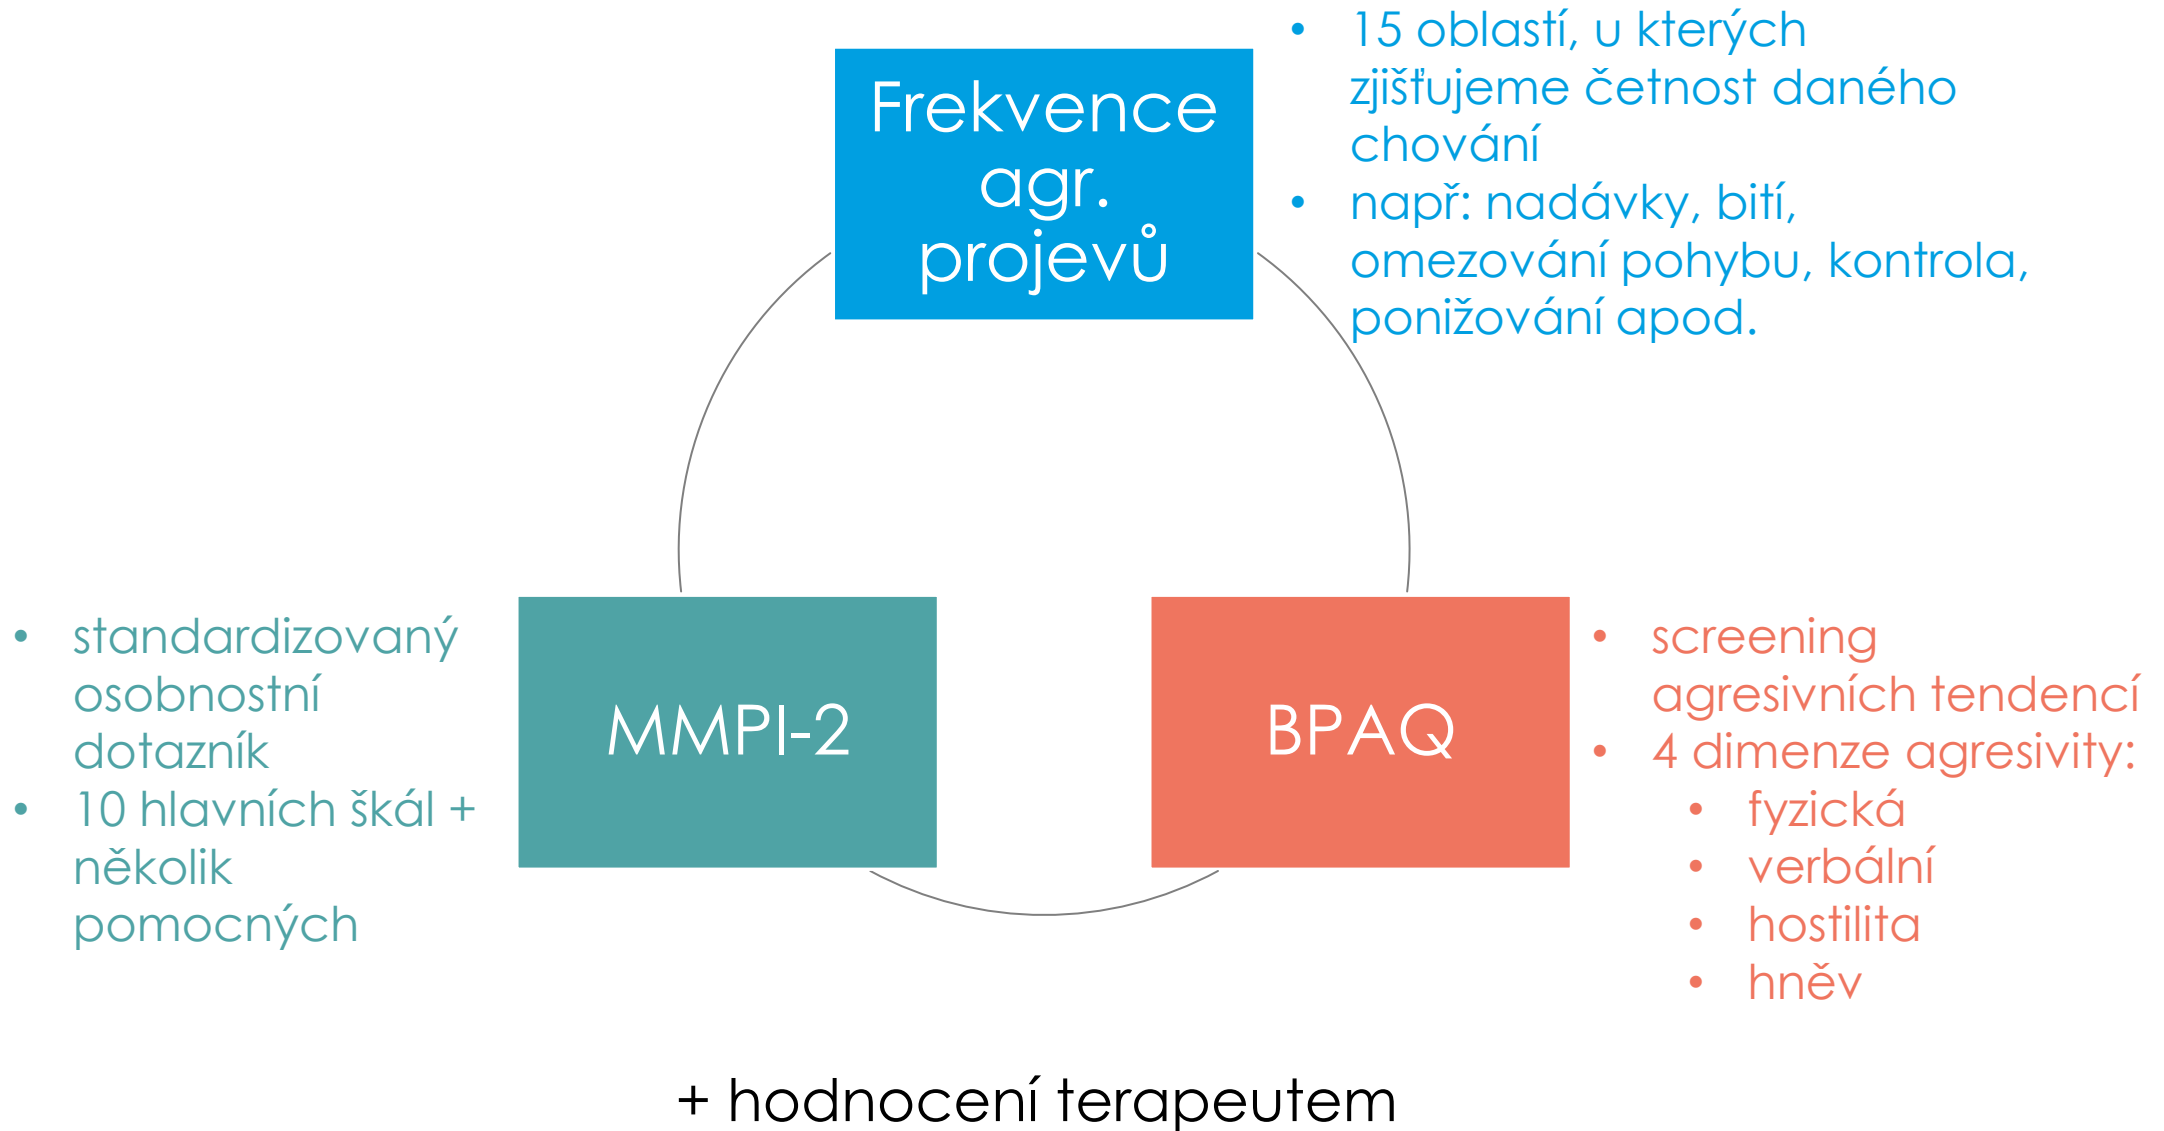 Frekvence
agr.
projevů
• 15 oblastí, u kterých
zjišťujeme četnost daného
chování
• např: nadávky, bití,
omezování pohybu, kontrola,
ponižování apod.
• standardizovaný
osobnostní
dotazník
• 10 hlavních škál +
několik
pomocných
MMPI-2
BPAQ
• screening
agresivních tendencí
• 4 dimenze agresivity:
• fyzická
• verbální
• hostilita
• hněv
+ hodnocení terapeutem